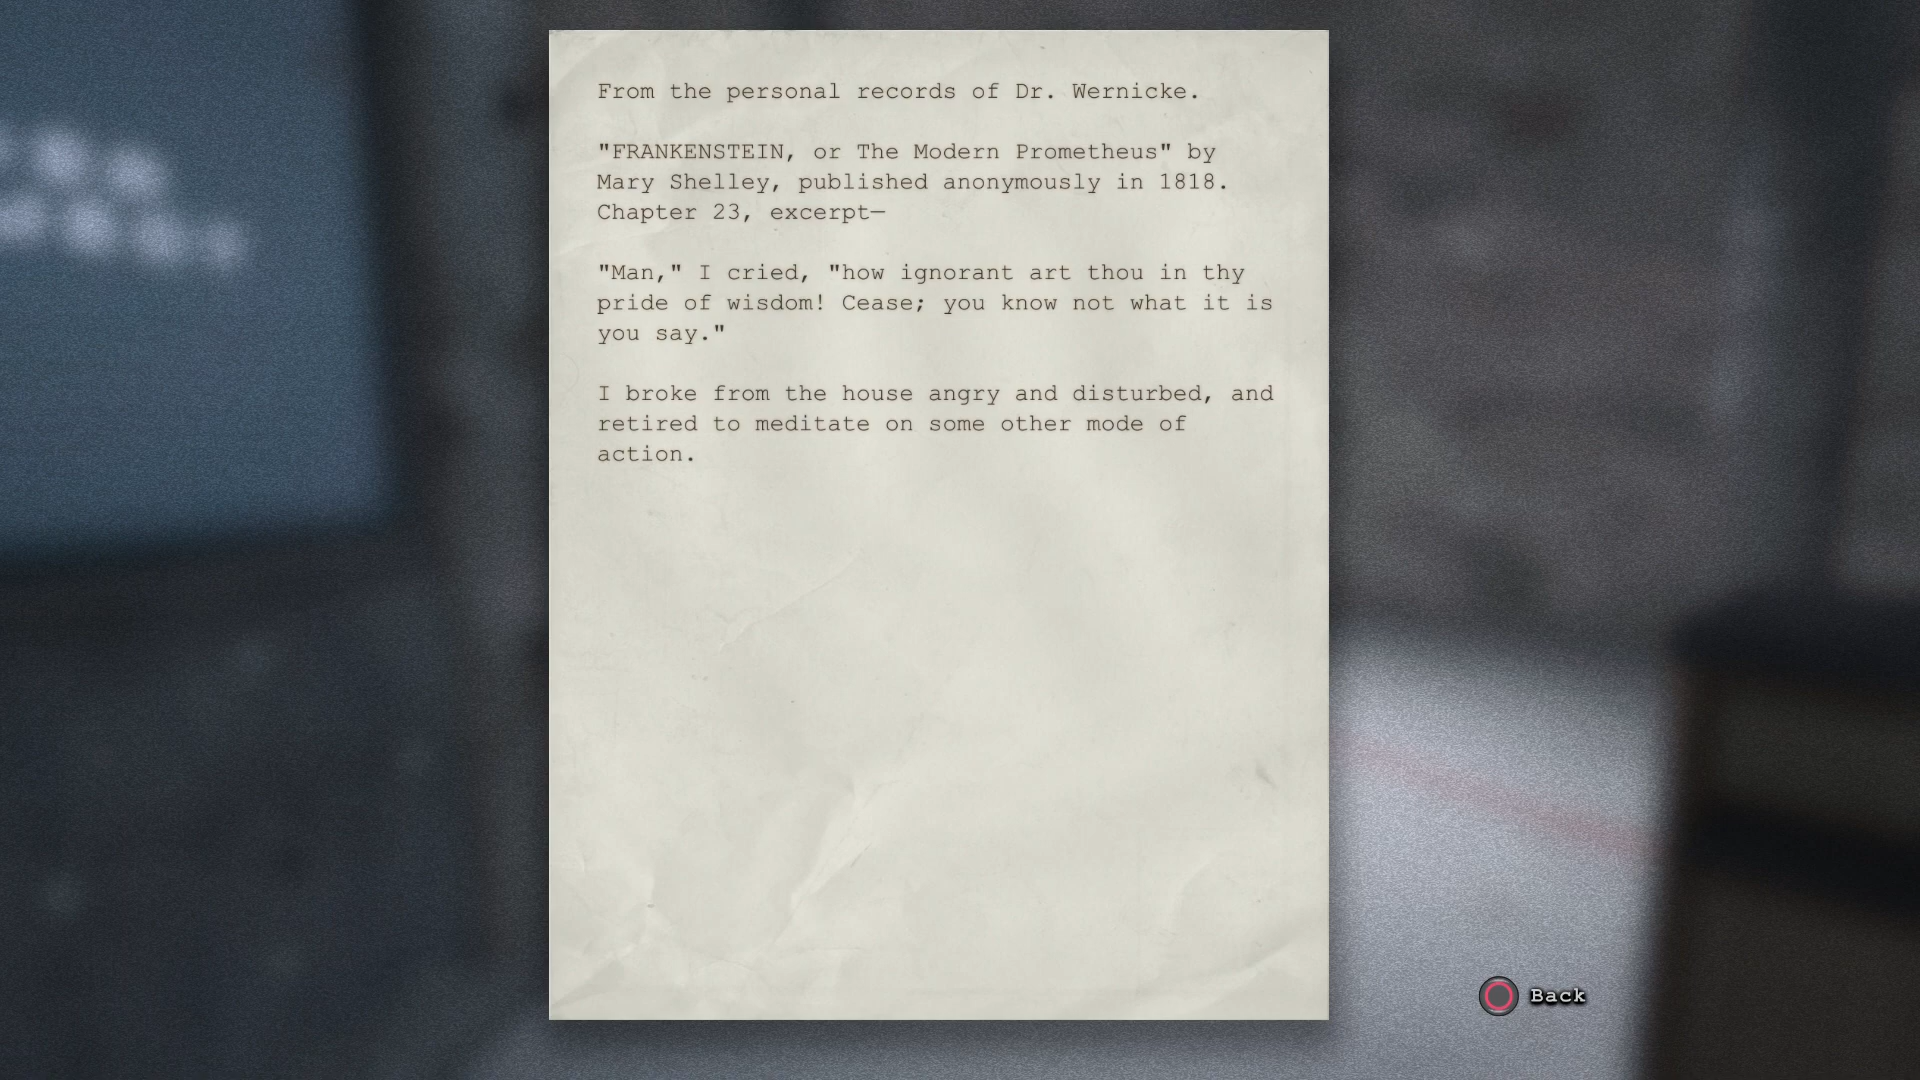 From the personal records of Dr. Wernicke.
"FRANKENSTEIN, or The Modern Prometheus" by
Mary Shelley, published anonymously in 1818.
Chapter 23, excerpt—
"Man," I cried, "how ignorant art thou in thy
pride of wisdom! Cease; you know not what it is
you say."
I broke from the house angry and disturbed, and
retired to meditate on some other mode of
action.
Back